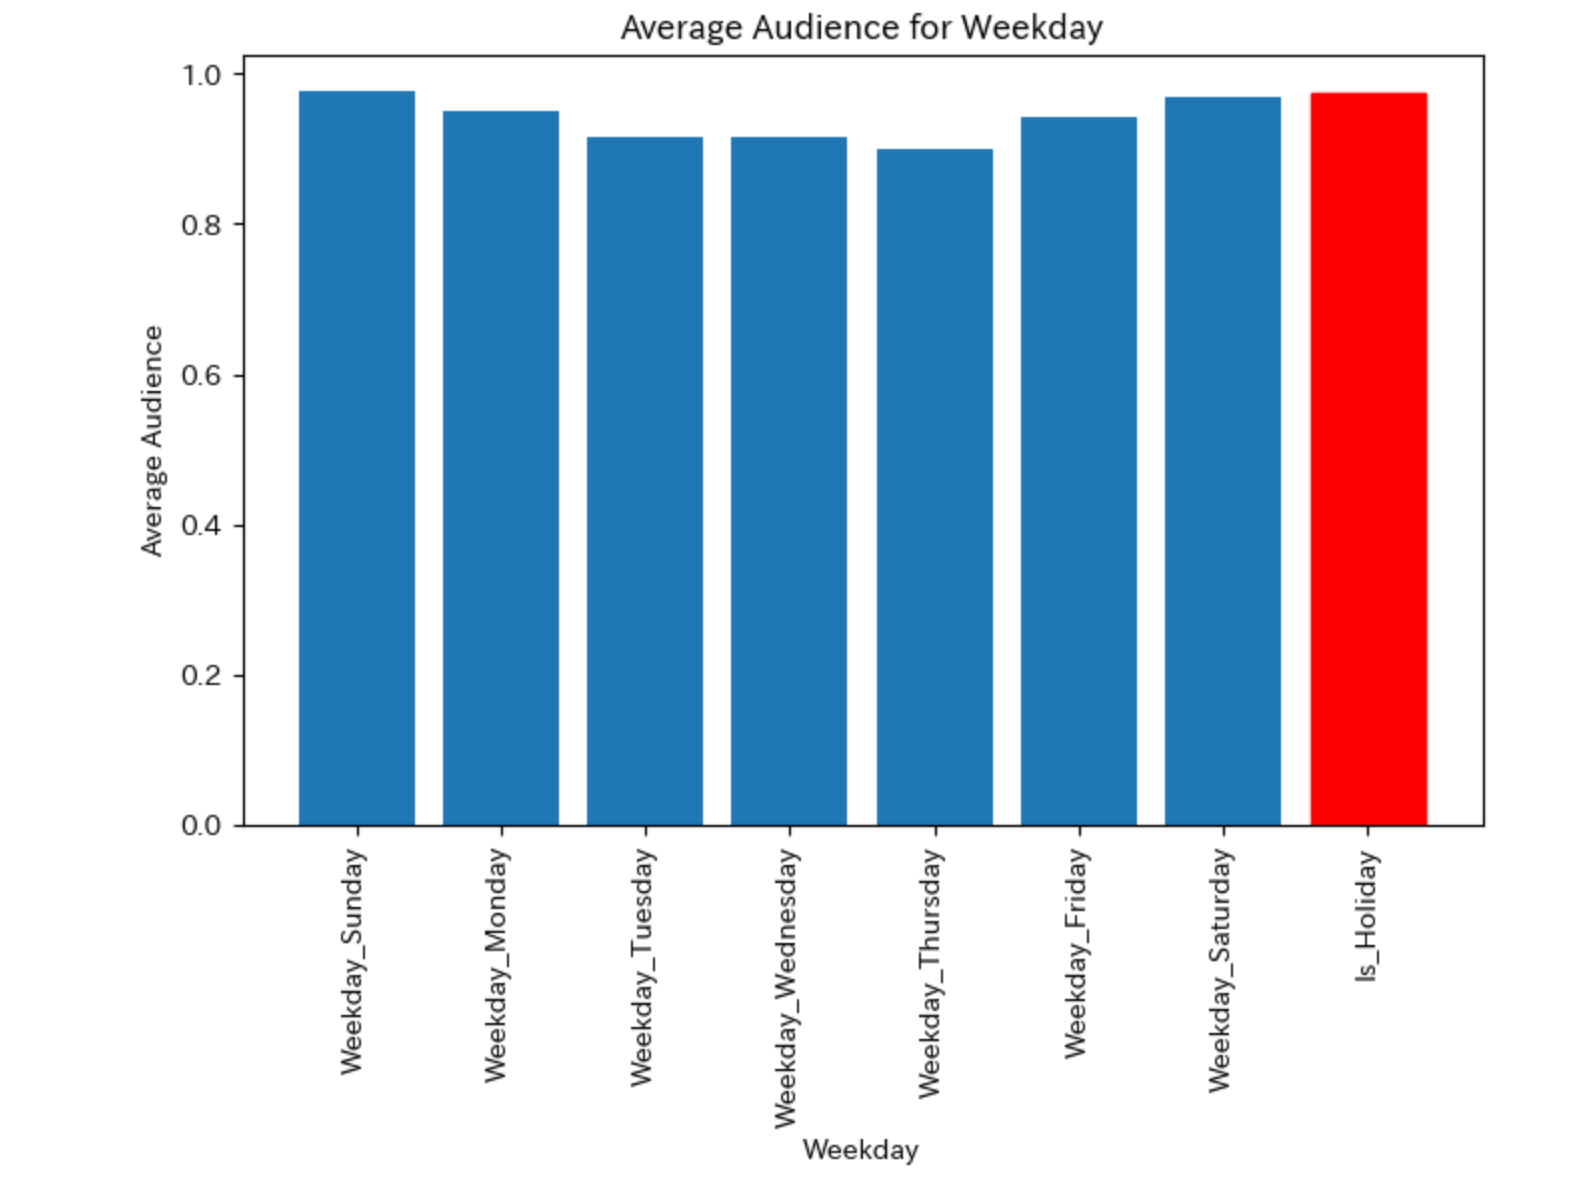 Average Audience for Weekday
1.0
0.8
0.6
0.4
0.2
0.0
Average Audience
Weekday_Sunday
Weekday_Monday
Weekday_Tuesday
Weekday_Wednesday
Weekday_Thursday
Weekday_Friday
Weekday_Saturday
Is_Holiday
Weekday